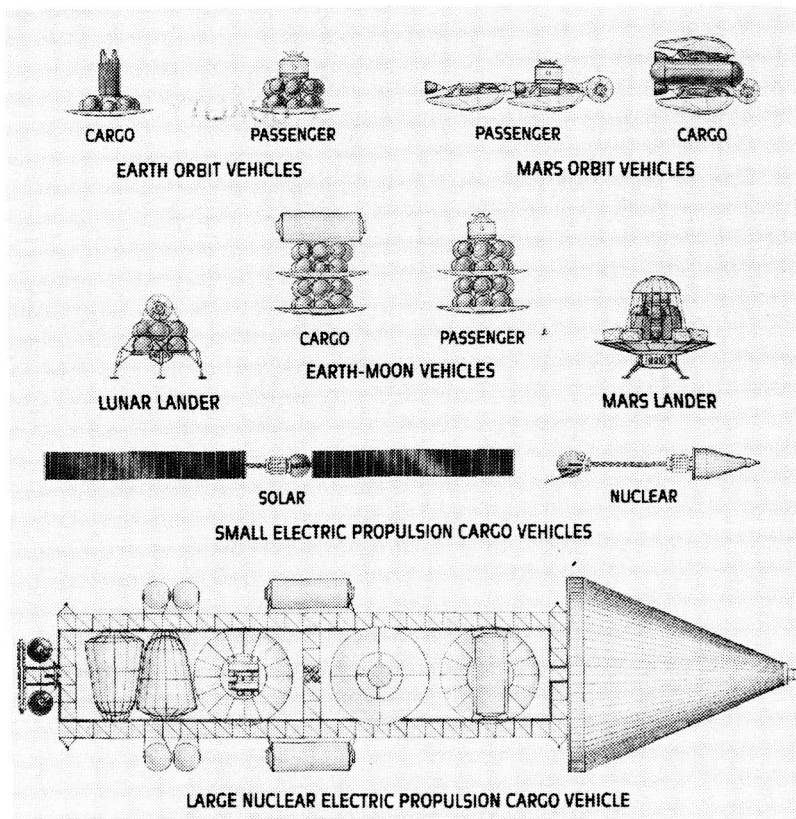 CARGO PASSENGER PASSENGER CARGO
EARTH ORBIT VEHICLES MARS ORBIT VEHICLES
CARGO PASSENGER
EARTH-MOON VEHICLES
LUNAR LANDER MARS LANDER
SOLAR NUCLEAR
SMALL ELECTRIC PROPULSION CARGO VEHICLES
LARGE NUCLEAR ELECTRIC PROPULSION CARGO VEHICLE